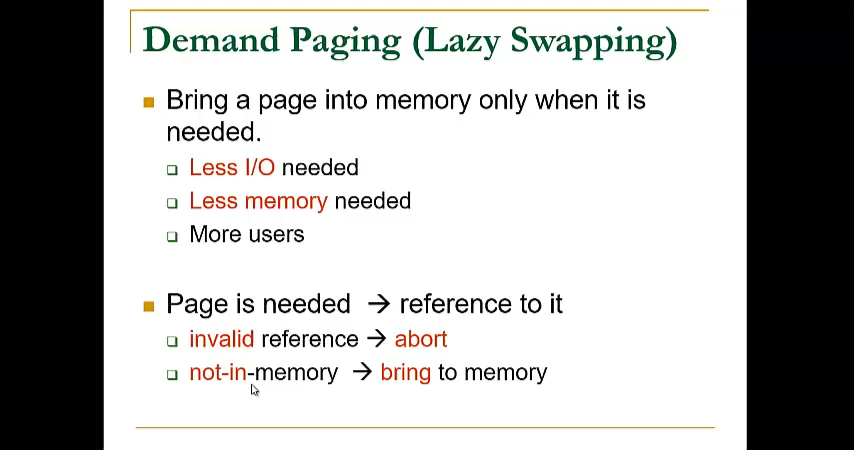 Demand Paging (Lazy Swapping)
Bring a page into memory only when it is
needed.
Less I/O needed
Less memory needed
More users
Page is needed → reference to it
invalid reference → abort
not-in-memory → bring to memory